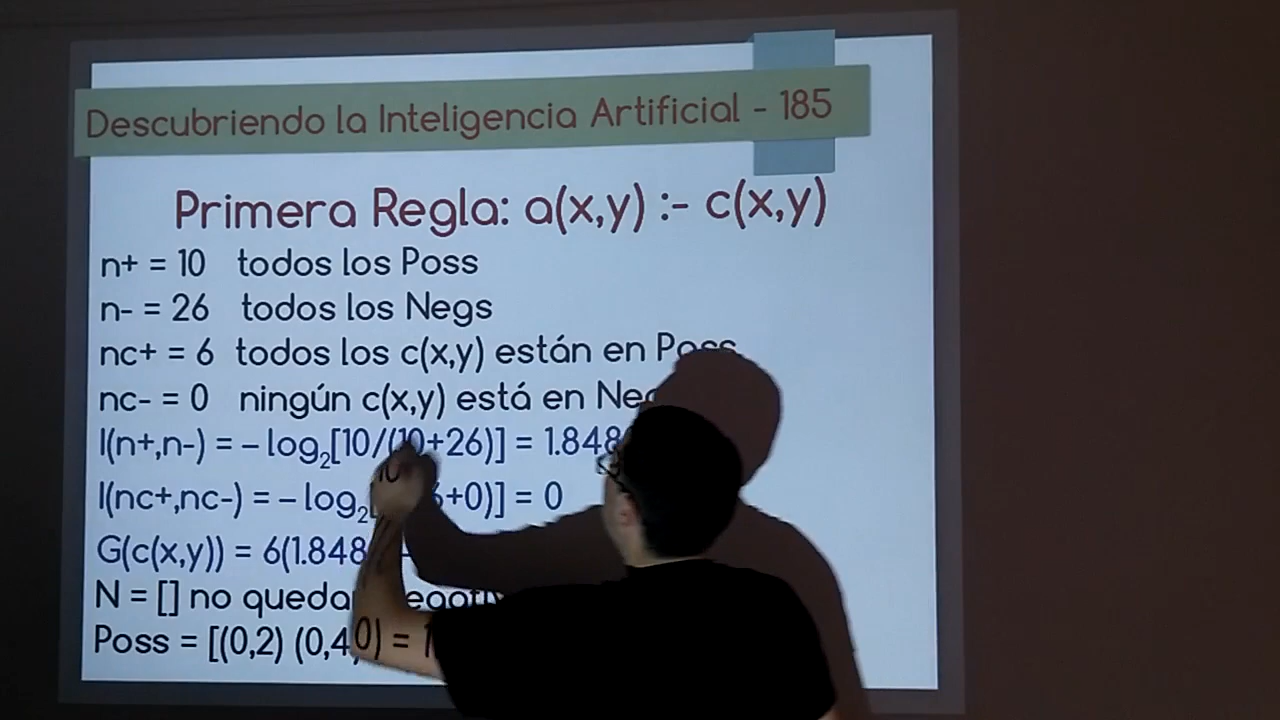 Descubriendo la Inteligencia Artificial - 185
Primera Regla: a(x,y) :- c(x,y)
n+ = 10 todos los Poss
n- = 26 todos los Negs
nc+ = 6 todos los c(x,y) están en Poss
nc- = 0 ningún c(x,y) está en
I(n+,n-) = – log₂[10/(10+26)] = 1.848
I(nc+,nc-) = – log₂[ +0)] = 0
G(c(x,y)) = 6(1.848
N = [] no
Poss = [(0,2) (0,4